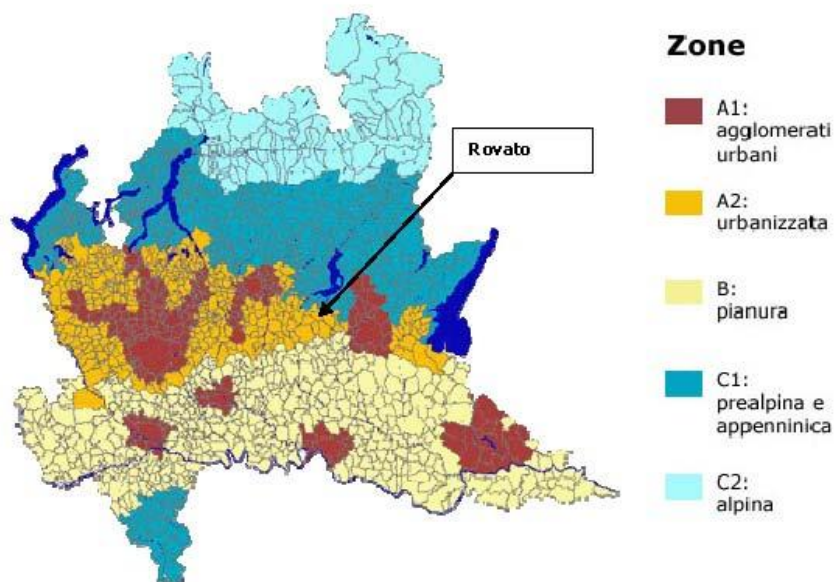 Rovato
Zone
A1:
agglomerati
urbani
A2:
urbanizzata
B:
pianura
C1:
prealpina e
appenninica
C2:
alpina